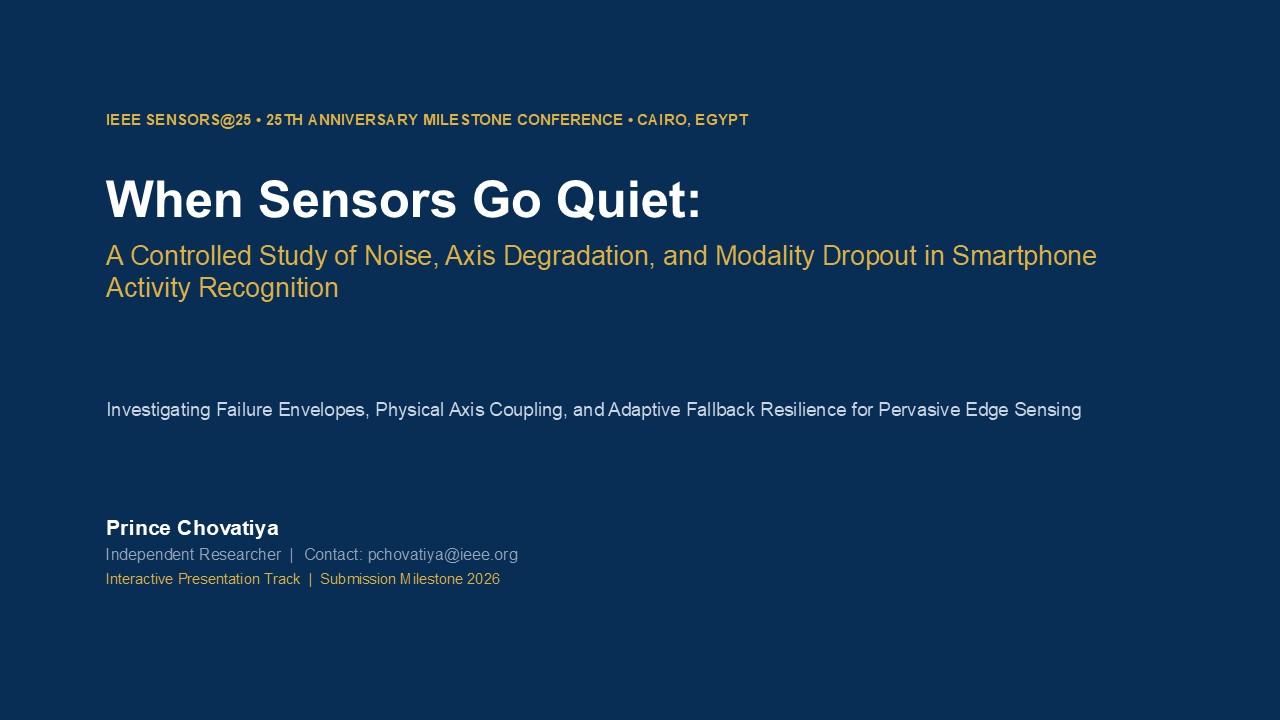 IEEE SENSORS@25 • 25TH ANNIVERSARY MILESTONE CONFERENCE • CAIRO, EGYPT
When Sensors Go Quiet:
A Controlled Study of Noise, Axis Degradation, and Modality Dropout in Smartphone
Activity Recognition
Investigating Failure Envelopes, Physical Axis Coupling, and Adaptive Fallback Resilience for Pervasive Edge Sensing
Prince Chovatiya
Independent Researcher | Contact: pchovatiya@ieee.org
Interactive Presentation Track | Submission Milestone 2026